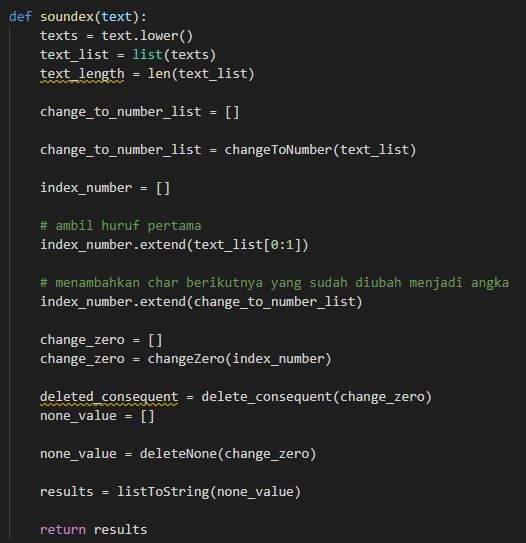 def soundex(text):
    texts = text.lower()
    text_list = list(texts)
    text_length = len(text_list)

    change_to_number_list = []

    change_to_number_list = changeToNumber(text_list)

    index_number = []

    # ambil huruf pertama
    index_number.extend(text_list[0:1])

    # menambahkan char berikutnya yang sudah diubah menjadi angka
    index_number.extend(change_to_number_list)

    change_zero = []
    change_zero = changeZero(index_number)

    deleted_consequent = delete_consequent(change_zero)
    none_value = []

    none_value = deleteNone(change_zero)

    results = listToString(none_value)

    return results